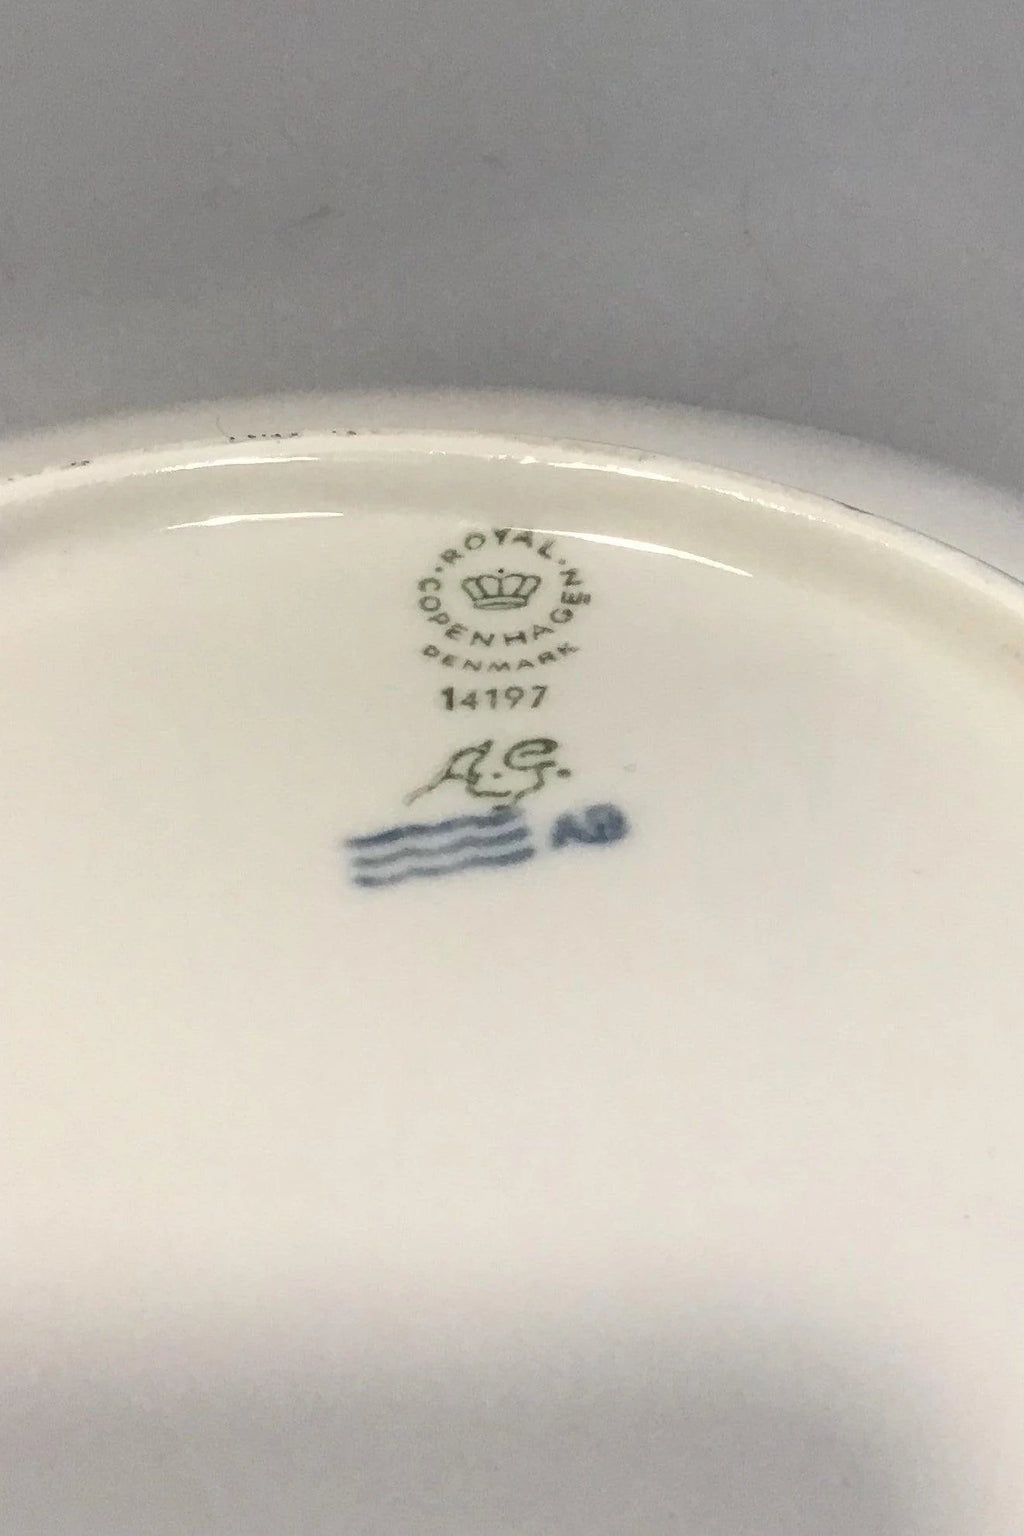 ROYAL
COPENHAGEN
DENMARK
14197
A.G.